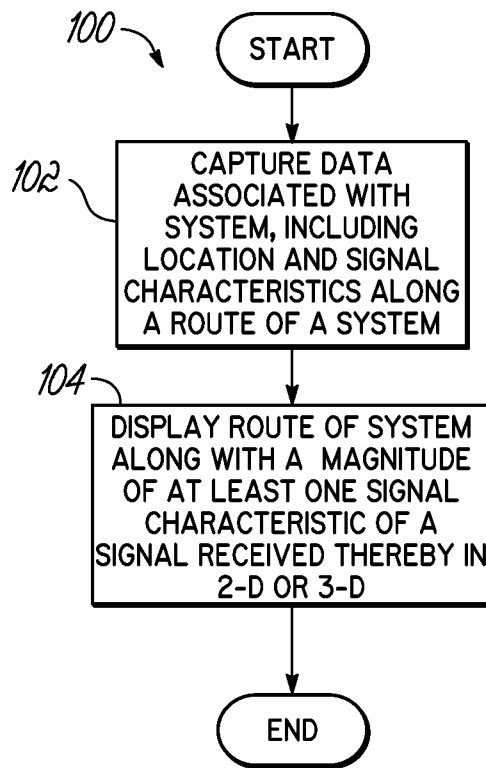 100
START
102
CAPTURE DATA
ASSOCIATED WITH
SYSTEM, INCLUDING
LOCATION AND SIGNAL
CHARACTERISTICS ALONG
A ROUTE OF A SYSTEM
104
DISPLAY ROUTE OF SYSTEM
ALONG WITH A MAGNITUDE
OF AT LEAST ONE SIGNAL
CHARACTERISTIC OF A
SIGNAL RECEIVED THEREBY IN
2-D OR 3-D
END